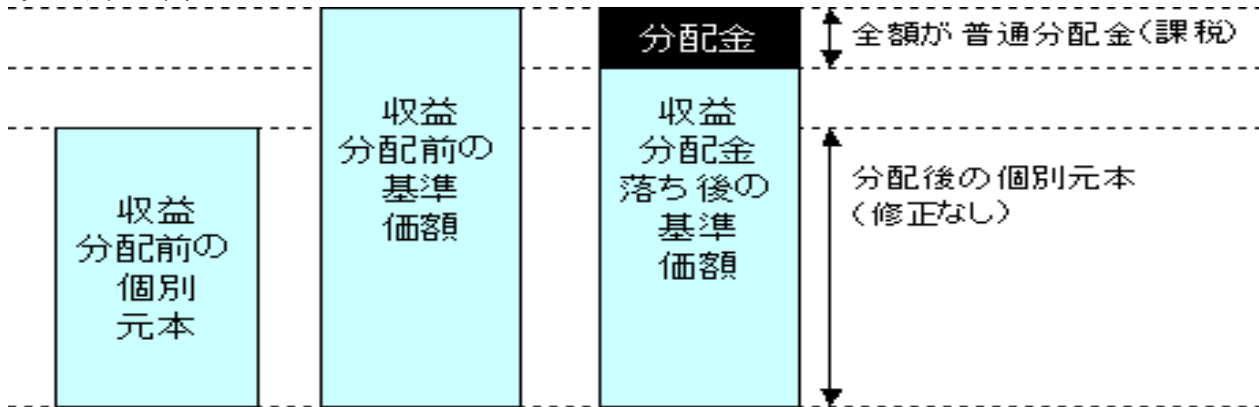 分配金
全額が普通分配金(課税)
収益
分配前の
基準
価額
収益
分配金
落ち後の
基準
価額
収益
分配前の
個別
元本
分配後の個別元本
(修正なし)